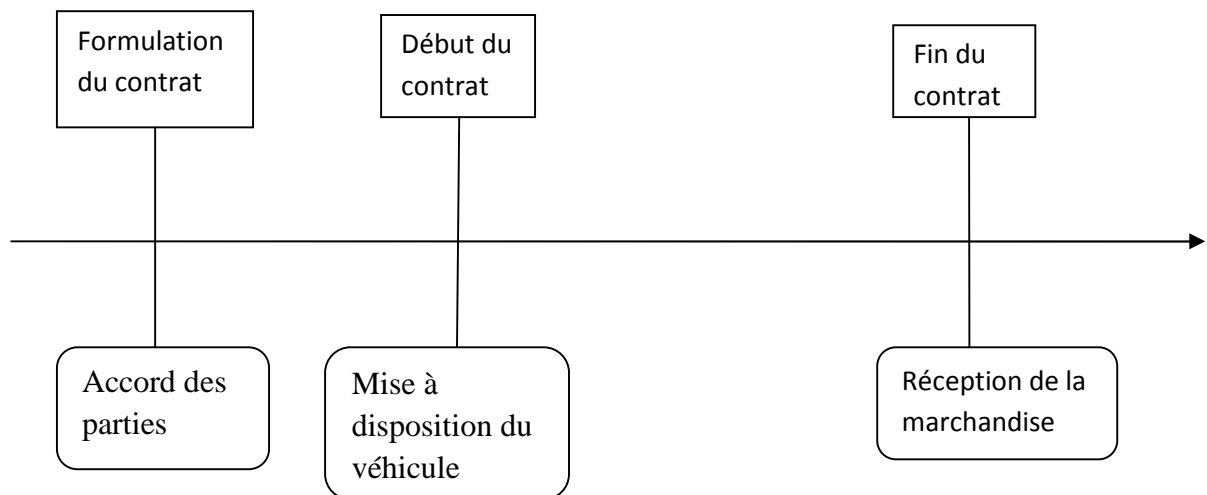 Formulation
du contrat
Début du
contrat
Fin du
contrat
Accord des
parties
Mise à
disposition du
véhicule
Réception de la
marchandise